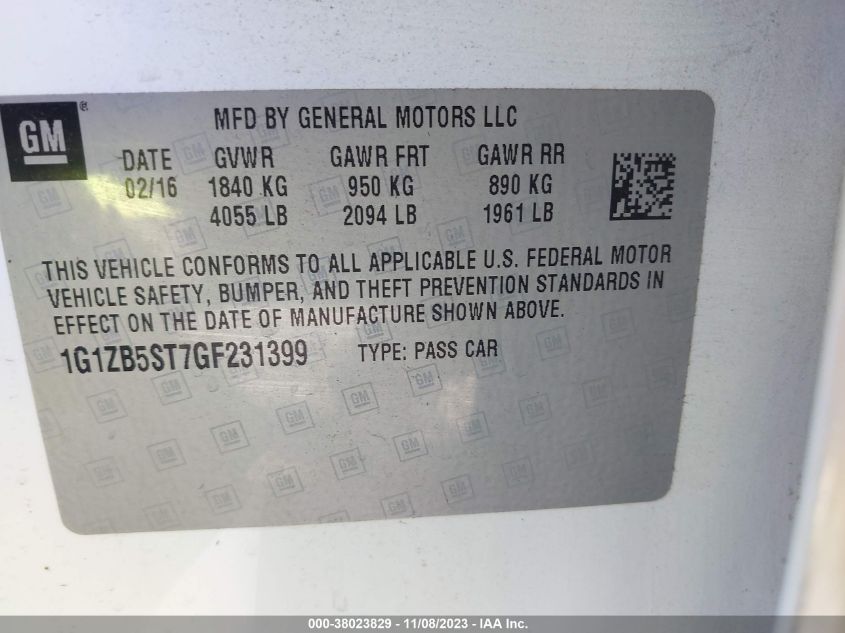 GM®
MFD BY GENERAL MOTORS LLC
DATE GVWR GAWR FRT GAWR RR
02/16 1840 KG 950 KG 890 KG
4055 LB 2094 LB 1961 LB
THIS VEHICLE CONFORMS TO ALL APPLICABLE U.S. FEDERAL MOTOR
VEHICLE SAFETY, BUMPER, AND THEFT PREVENTION STANDARDS IN
EFFECT ON THE DATE OF MANUFACTURE SHOWN ABOVE.
1G1ZB5ST7GF231399 TYPE: PASS CAR
000-38023829 - 11/08/2023 - IAA Inc.